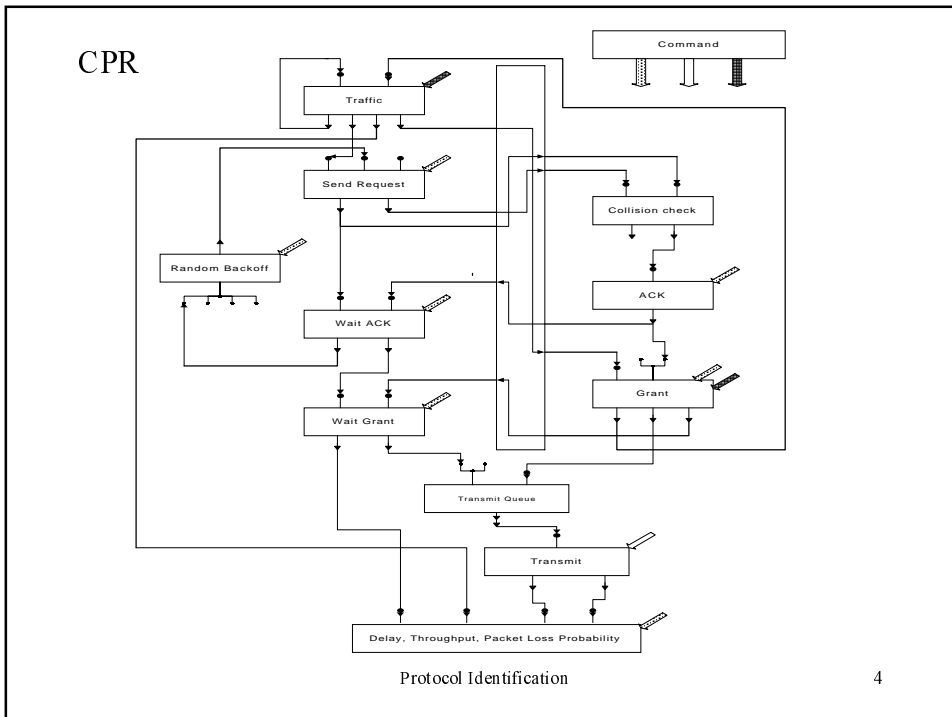 CPR
Command
Traffic
Send Request
Collision check
Random Backoff
ACK
Wait ACK
Grant
Wait Grant
Transmit Queue
Transmit
Delay, Throughput, Packet Loss Probability
Protocol Identification
4